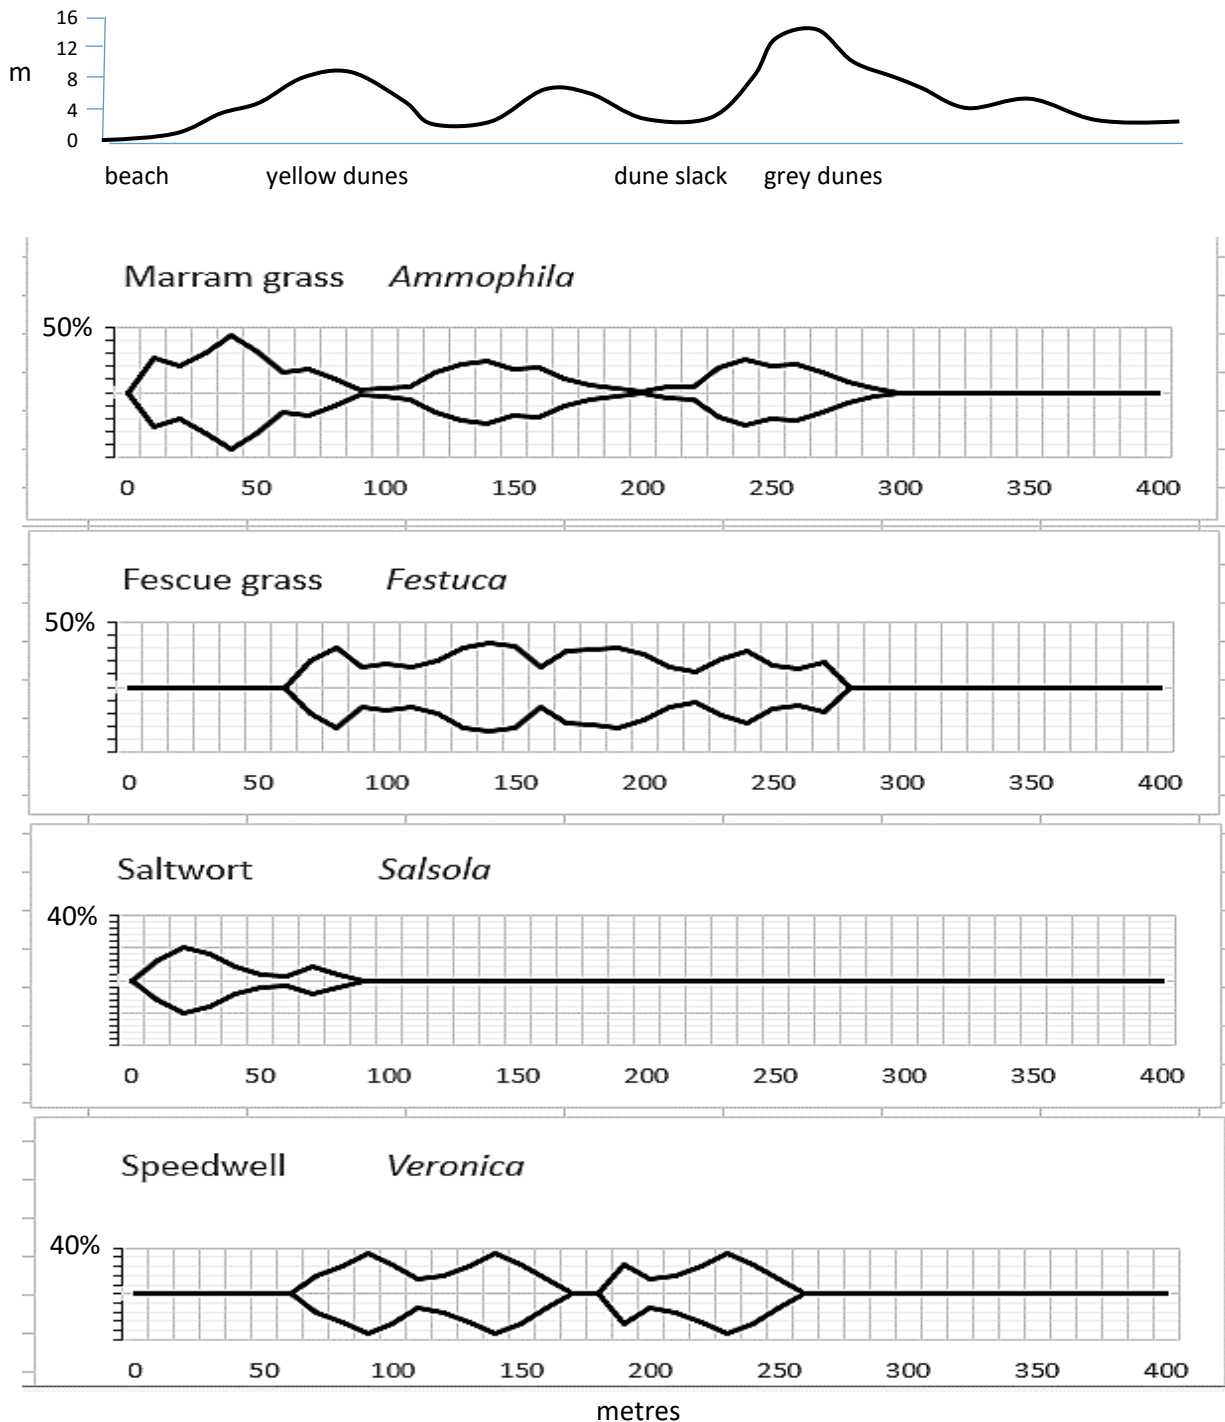 16
12
m
8
4
0
beach yellow dunes dune slack grey dunes
Marram grass Ammophila
50%
0 50 100 150 200 250 300 350 400
Fescue grass Festuca
50%
0 50 100 150 200 250 300 350 400
Saltwort Salsola
40%
0 50 100 150 200 250 300 350 400
Speedwell Veronica
40%
0 50 100 150 200 250 300 350 400
metres